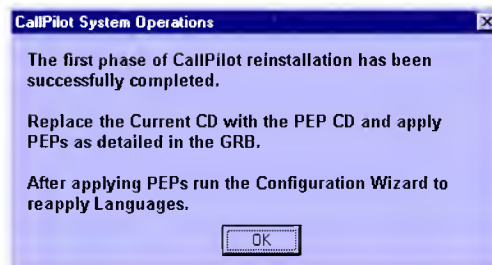 CallPilot System Operations
The first phase of CallPilot reinstallation has been
successfully completed.
Replace the Current CD with the PEP CD and apply
PEPs as detailed in the GRB.
After applying PEPs run the Configuration Wizard to
reapply Languages.
OK